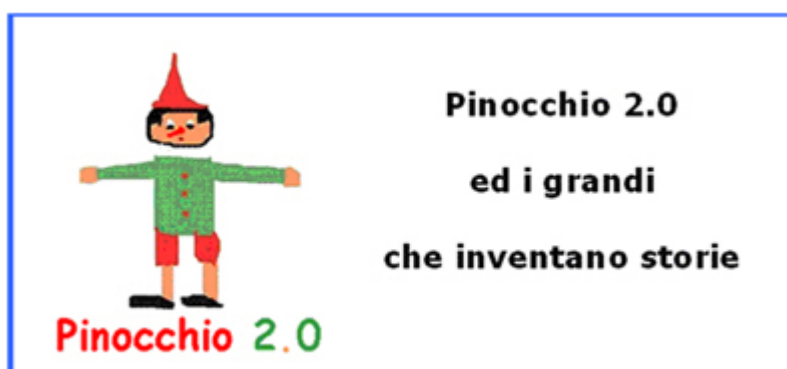 Pinocchio 2.0
ed i grandi
che inventano storie
Pinocchio 2.0